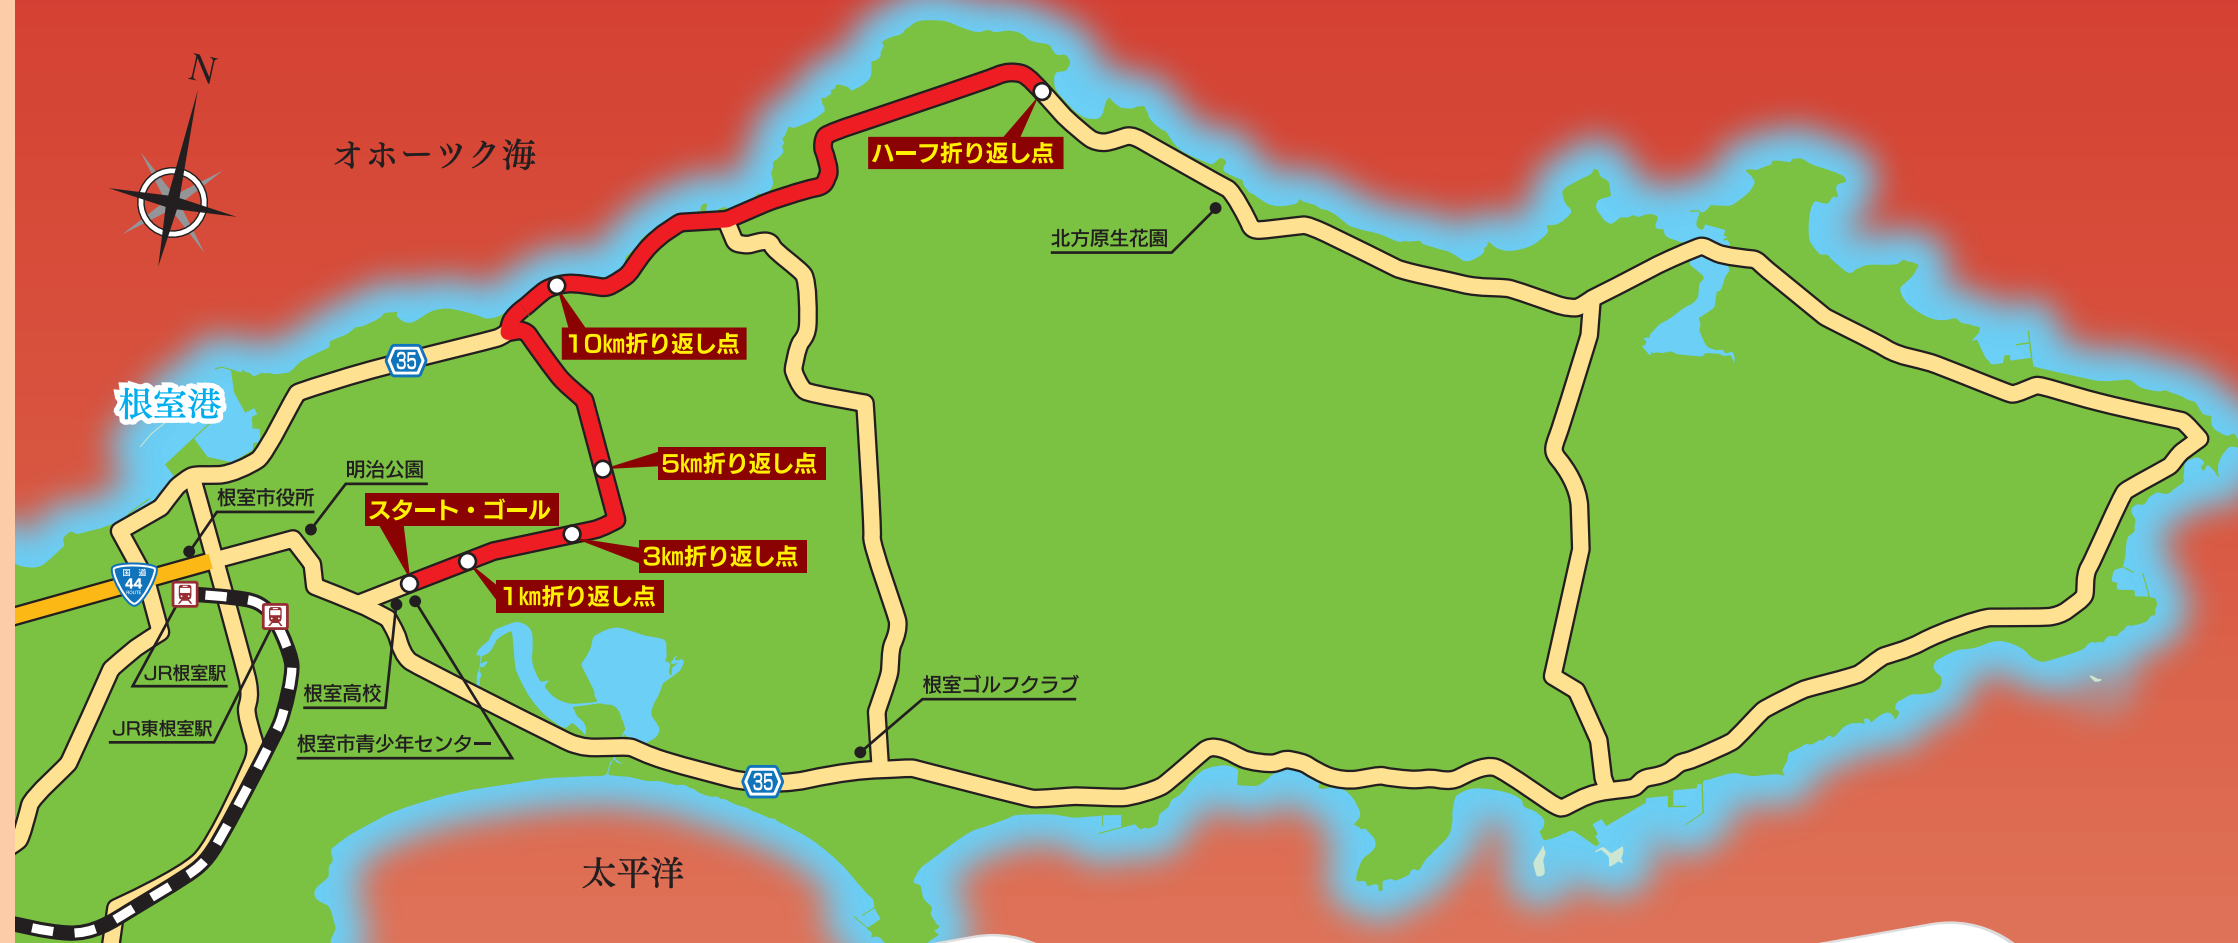 N
オホーツク海
ハーフ折り返し点
北方原生花園
10km折り返し点
35
根室港
5km折り返し点
明治公園
根室市役所
スタート・ゴール
3km折り返し点
国道
44
ROUTE
1km折り返し点
JR根室駅
根室高校
根室ゴルフクラブ
JR東根室駅
根室市青少年センター
35
太平洋